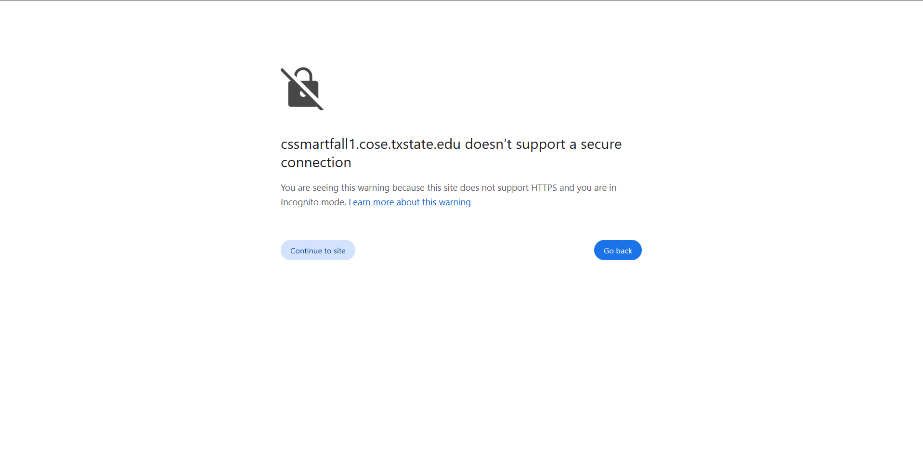 cssmartfall1.cose.txstate.edu doesn't support a secure
connection
You are seeing this warning because this site does not support HTTPS and you are in
Incognito mode. Learn more about this warning
Continue to site
Go back